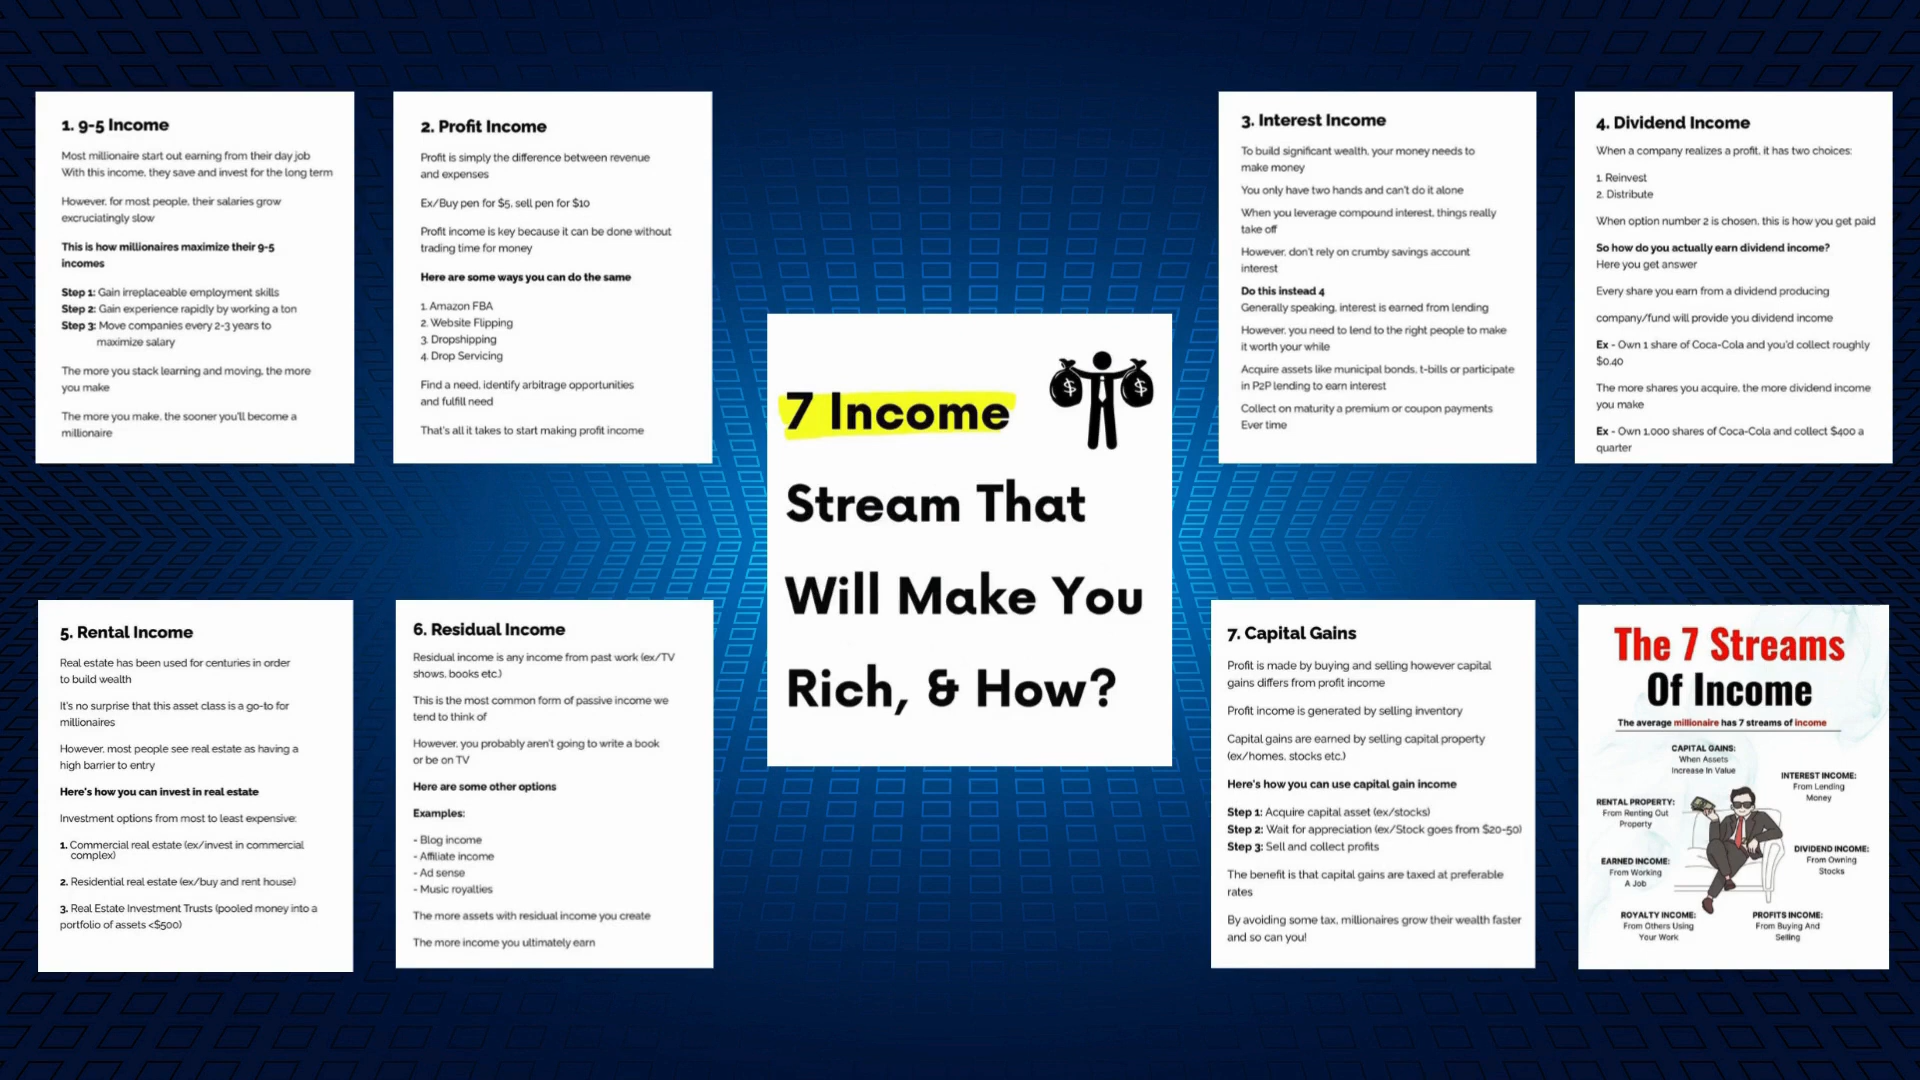 1. 9-5 Income
Most millionaire start out earning from their day job
With this income, they save and invest for the long term
However, for most people, their salaries grow
excruciatingly slow
This is how millionaires maximize their 9-5
incomes
Step 1: Gain irreplaceable employment skills
Step 2: Gain experience rapidly by working a ton
Step 3: Move companies every 2-3 years to
maximize salary
The more you stack learning and moving, the more
you make
The more you make, the sooner you'll become a
millionaire
2. Profit Income
Profit is simply the difference between revenue
and expenses
Ex/Buy pen for $5, sell pen for $10
Profit income is key because it can be done without
trading time for money
Here are some ways you can do the same
1. Amazon FBA
2. Website Flipping
3. Dropshipping
4. Drop Servicing
Find a need, identify arbitrage opportunities
and fulfill need
That's all it takes to start making profit income
7 Income
Stream That
Will Make You
Rich, & How?
3. Interest Income
To build significant wealth, your money needs to
make money
You only have two hands and can't do it alone
When you leverage compound interest, things really
take off
However, don't rely on crumby savings account
interest
Do this instead 4
Generally speaking, interest is earned from lending
However, you need to lend to the right people to make
it worth your while
Acquire assets like municipal bonds, t-bills or participate
in P2P lending to earn interest
Collect on maturity a premium or coupon payments
Ever time
4. Dividend Income
When a company realizes a profit, it has two choices:
1. Reinvest
2. Distribute
When option number 2 is chosen, this is how you get paid
So how do you actually earn dividend income?
Here you get answer
Every share you earn from a dividend producing
company/fund will provide you dividend income
Ex - Own 1 share of Coca-Cola and you'd collect roughly
$0.40
The more shares you acquire, the more dividend income
you make
Ex - Own 1,000 shares of Coca-Cola and collect $400 a
quarter
5. Rental Income
Real estate has been used for centuries in order
to build wealth
It's no surprise that this asset class is a go-to for
millionaires
However, most people see real estate as having a
high barrier to entry
Here's how you can invest in real estate
Investment options from most to least expensive:
1. Commercial real estate (ex/invest in commercial
complex)
2. Residential real estate (ex/buy and rent house)
3. Real Estate Investment Trusts (pooled money into a
portfolio of assets <$500)
6. Residual Income
Residual income is any income from past work (ex/TV
shows, books etc.)
This is the most common form of passive income we
tend to think of
However, you probably aren't going to write a book
or be on TV
Here are some other options
Examples:
- Blog income
- Affiliate income
- Ad sense
- Music royalties
The more assets with residual income you create
The more income you ultimately earn
7. Capital Gains
Profit is made by buying and selling however capital
gains differs from profit income
Profit income is generated by selling inventory
Capital gains are earned by selling capital property
(ex/homes, stocks etc.)
Here's how you can use capital gain income
Step 1: Acquire capital asset (ex/stocks)
Step 2: Wait for appreciation (ex/Stock goes from $20-50)
Step 3: Sell and collect profits
The benefit is that capital gains are taxed at preferable
rates
By avoiding some tax, millionaires grow their wealth faster
and so can you!
The 7 Streams
Of Income
The average millionaire has 7 streams of income
CAPITAL GAINS:
When Assets
Increase In Value
INTEREST INCOME:
From Lending
Money
RENTAL PROPERTY:
From Renting Out
Property
DIVIDEND INCOME:
From Owning
Stocks
EARNED INCOME:
From Working
A Job
ROYALTY INCOME:
From Others Using
Your Work
PROFITS INCOME:
From Buying And
Selling